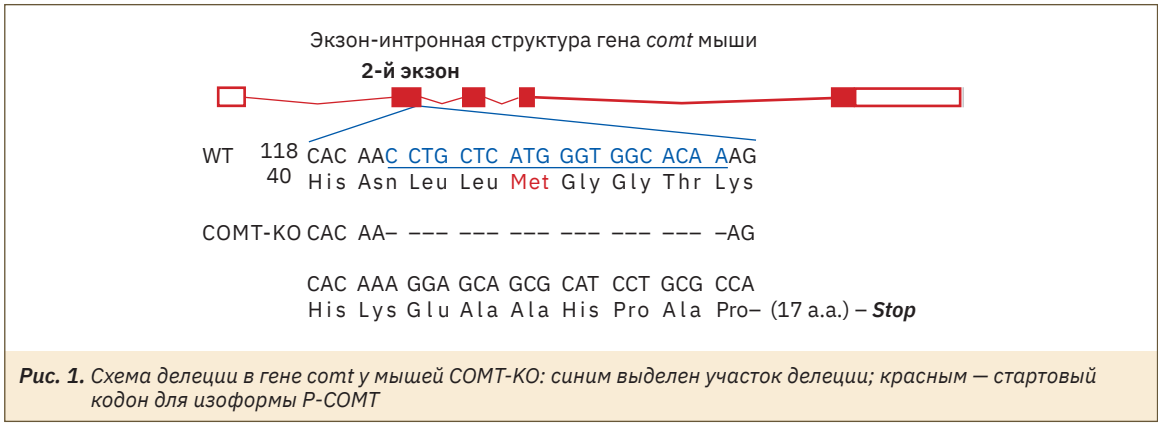 Экзон-интронная структура гена comt мыши
2-й экзон
WT 118 CAC AAC CTG CTC ATG GGT GGC ACA AAG
40 His Asn Leu Leu Met Gly Gly Thr Lys
COMT-KO CAC AA– ––– ––– ––– ––– ––– ––– –AG
CAC AAA GGA GCA GCG CAT CCT GCG CCA
His Lys Glu Ala Ala His Pro Ala Pro– (17 a.a.) – Stop
Рис. 1. Схема делеции в гене comt у мышей COMT-KO: синим выделен участок делеции; красным — стартовый
кодон для изоформы P-COMT